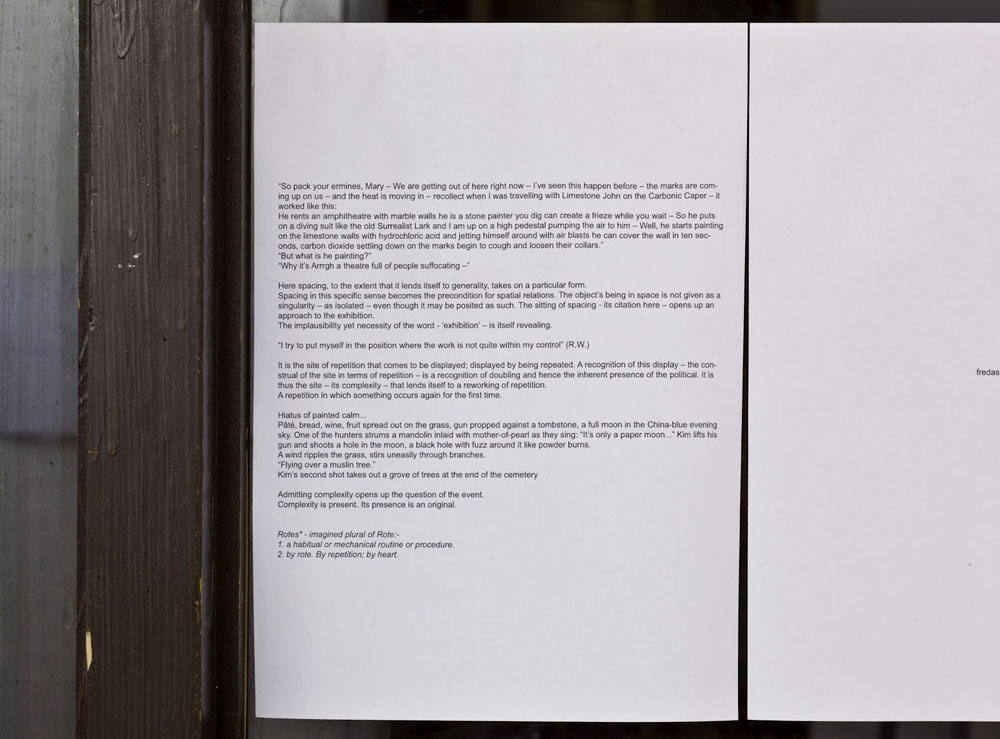 "So pack your ermines, Mary – We are getting out of here right now – I've seen this happen before – the marks are com-
ing up on us – and the heat is moving in – recollect when I was travelling with Limestone John on the Carbonic Caper – it
worked like this:
He rents an amphitheatre with marble walls he is a stone painter you dig can create a frieze while you wait – So he puts
on a diving suit like the old Surrealist Lark and I am up on a high pedestal pumping the air to him – Well, he starts painting
on the limestone walls with hydrochloric acid and jetting himself around with air blasts he can cover the wall in ten sec-
onds, carbon dioxide settling down on the marks begin to cough and loosen their collars."
"But what is he painting?"
"Why it's Arrrgh a theatre full of people suffocating –"
Here spacing, to the extent that it lends itself to generality, takes on a particular form.
Spacing in this specific sense becomes the precondition for spatial relations. The object's being in space is not given as a
singularity – as isolated – even though it may be posited as such. The sitting of spacing - its citation here – opens up an
approach to the exhibition.
The implausibility yet necessity of the word - 'exhibition' – is itself revealing.
"I try to put myself in the position where the work is not quite within my control" (R.W.)
It is the site of repetition that comes to be displayed; displayed by being repeated. A recognition of this display – the con-
strual of the site in terms of repetition – is a recognition of doubling and hence the inherent presence of the political. It is
thus the site – its complexity – that lends itself to a reworking of repetition.
A repetition in which something occurs again for the first time.
Hiatus of painted calm...
Pâté, bread, wine, fruit spread out on the grass, gun propped against a tombstone, a full moon in the China-blue evening
sky. One of the hunters strums a mandolin inlaid with mother-of-pearl as they sing: "It's only a paper moon..." Kim lifts his
gun and shoots a hole in the moon, a black hole with fuzz around it like powder burns.
A wind ripples the grass, stirs uneasily through branches.
"Flying over a muslin tree."
Kim's second shot takes out a grove of trees at the end of the cemetery
Admitting complexity opens up the question of the event.
Complexity is present. Its presence is an original.
Rotes* - imagined plural of Rote:-
1. a habitual or mechanical routine or procedure.
2. by rote. By repetition; by heart.
fredas